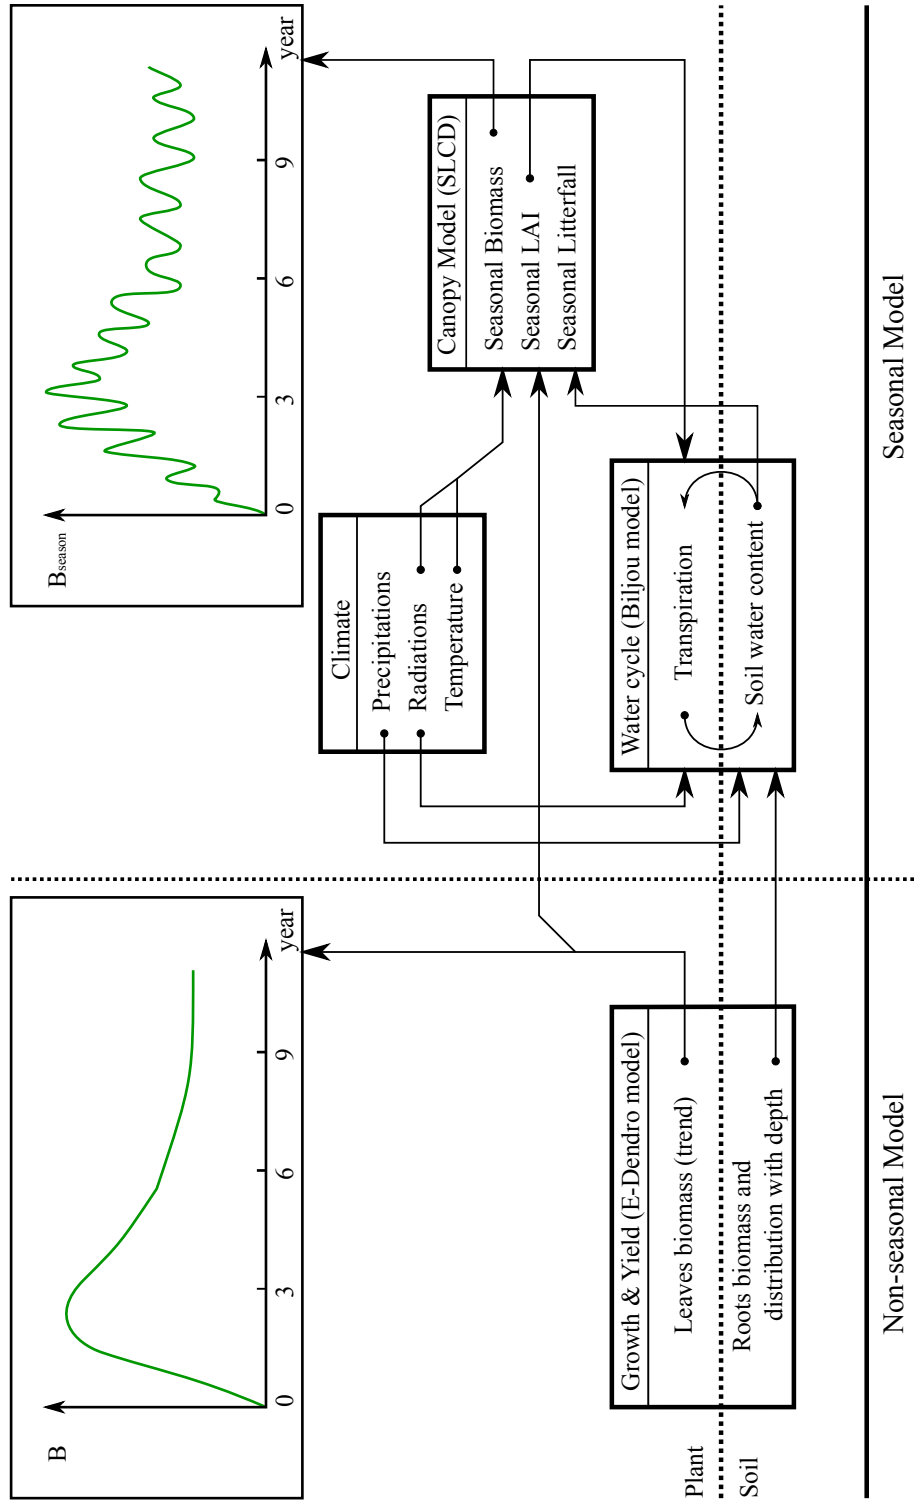 B
0
3
6
9
year
Bseason
0
3
6
9
year
Climate
Precipitations
Radiations
Temperature
Canopy Model (SLCD)
Seasonal Biomass
Seasonal LAI
Seasonal Litterfall
Growth & Yield (E-Dendro model)
Leaves biomass (trend)
Roots biomass and
distribution with depth
Water cycle (Biljou model)
Transpiration
Soil water content
Plant
Soil
Non-seasonal Model
Seasonal Model